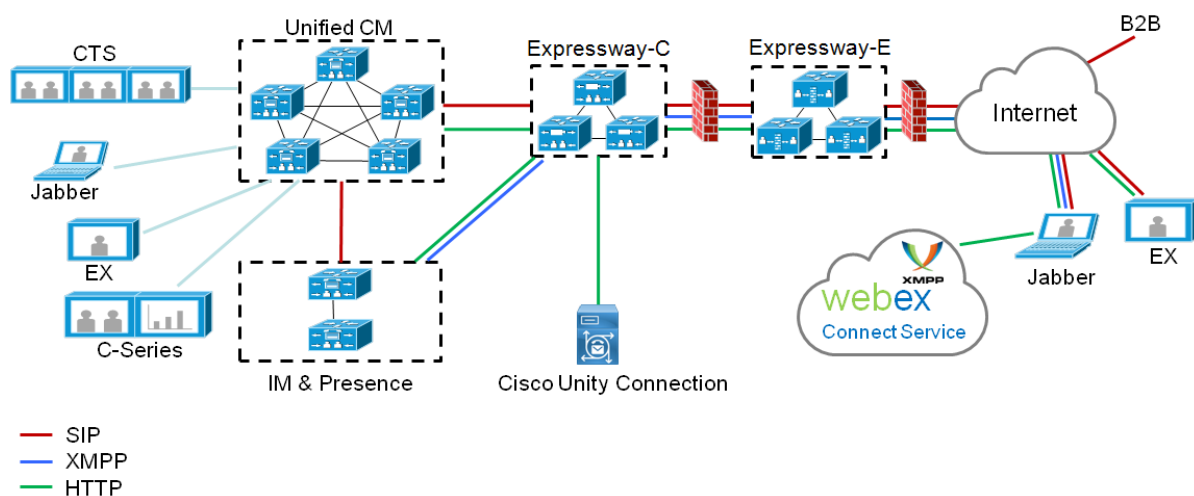 Unified CM
CTS
Expressway-C
Expressway-E
B2B
Internet
Jabber
EX
C-Series
IM & Presence
Cisco Unity Connection
XMPP
webex
Connect Service
Jabber
EX
SIP
XMPP
HTTP